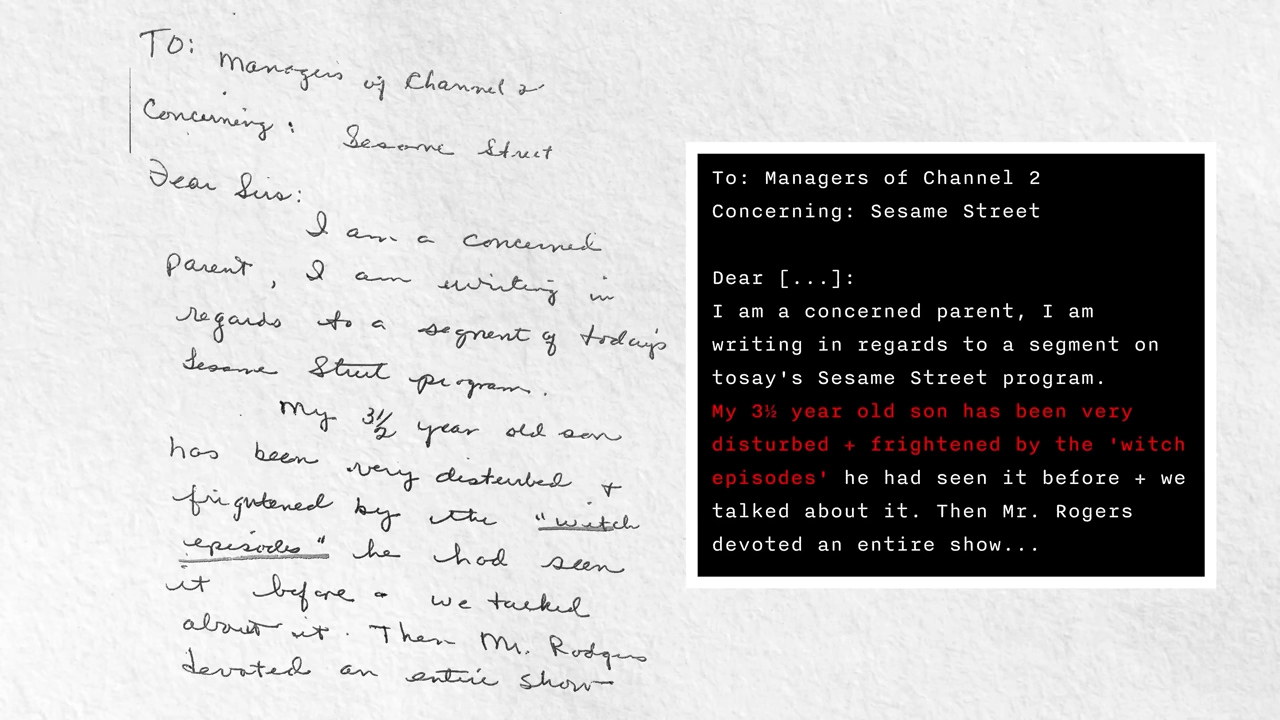 TO: Managers of Channel 2
Concerning: Sesame Street
Dear Sirs:
I am a concerned
parent, I am writing in
regards to a segment of today's
Sesame Street program.
My 3½ year old son
has been very disturbed +
frightened by the "witch
episodes" he had seen
it before + we talked
about it. Then Mr. Rodgers
devoted an entire show
To: Managers of Channel 2
Concerning: Sesame Street
Dear [...]:
I am a concerned parent, I am
writing in regards to a segment on
tosay's Sesame Street program.
My 3½ year old son has been very
disturbed + frightened by the 'witch
episodes' he had seen it before + we
talked about it. Then Mr. Rogers
devoted an entire show...